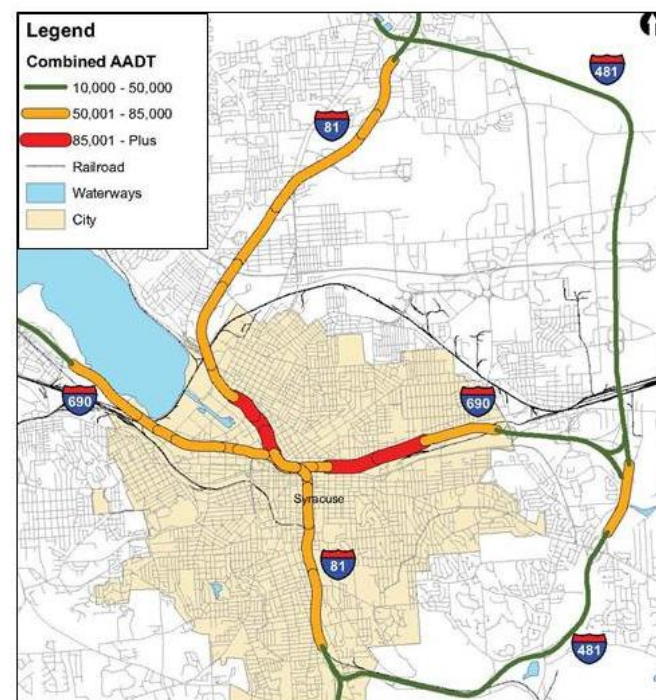 Legend
Combined AADT
10,000 - 50,000
50,001 - 85,000
85,001 - Plus
Railroad
Waterways
City
481
81
690
690
Syracuse
81
481